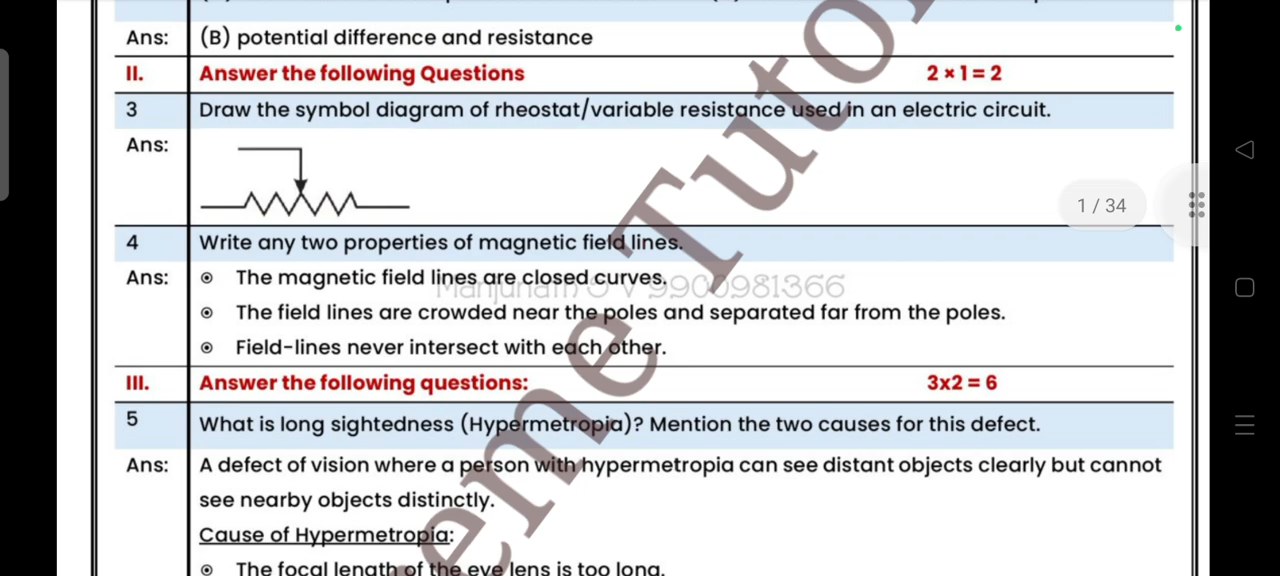 Ans: (B) potential difference and resistance
II. Answer the following Questions 2 × 1 = 2
3 Draw the symbol diagram of rheostat/variable resistance used in an electric circuit.
Ans:
1 / 34
4 Write any two properties of magnetic field lines.
Ans: ⦿ The magnetic field lines are closed curves.
Manjunath S V 9900981366
⦿ The field lines are crowded near the poles and separated far from the poles.
⦿ Field-lines never intersect with each other.
III. Answer the following questions: 3x2 = 6
5 What is long sightedness (Hypermetropia)? Mention the two causes for this defect.
Ans: A defect of vision where a person with hypermetropia can see distant objects clearly but cannot
see nearby objects distinctly.
Cause of Hypermetropia:
⦿ The focal length of the eye lens is too long.